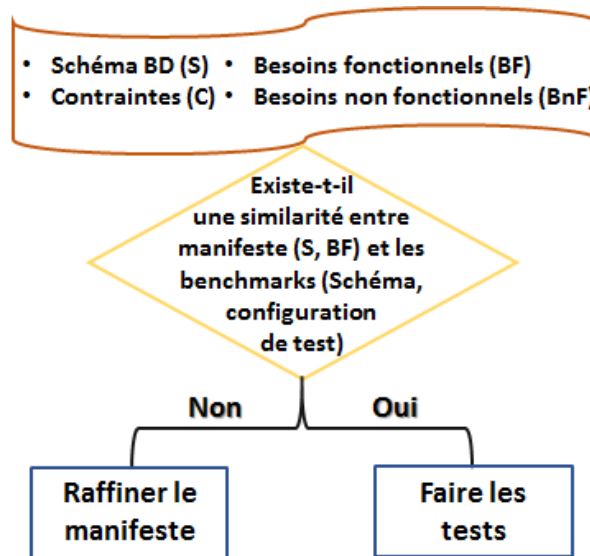 • Schéma BD (S) • Besoins fonctionnels (BF)
• Contraintes (C) • Besoins non fonctionnels (BnF)
Existe-t-il
une similarité entre
manifeste (S, BF) et les
benchmarks (Schéma,
configuration
de test)
Non Oui
Raffiner le
manifeste
Faire les
tests